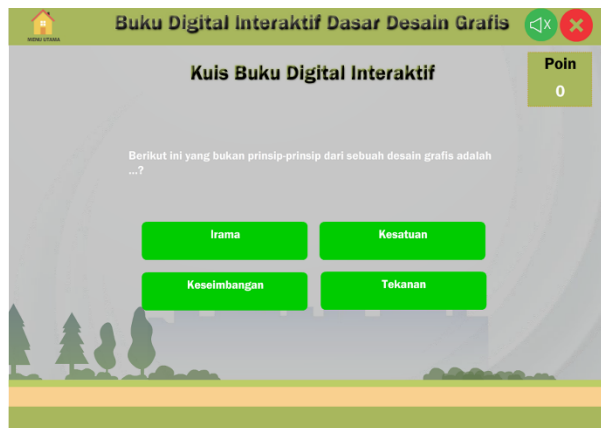 Buku Digital Interaktif Dasar Desain Grafis
MENU UTAMA
Kuis Buku Digital Interaktif
Poin
0
Berikut ini yang bukan prinsip-prinsip dari sebuah desain grafis adalah
...?
Irama
Kesatuan
Keseimbangan
Tekanan